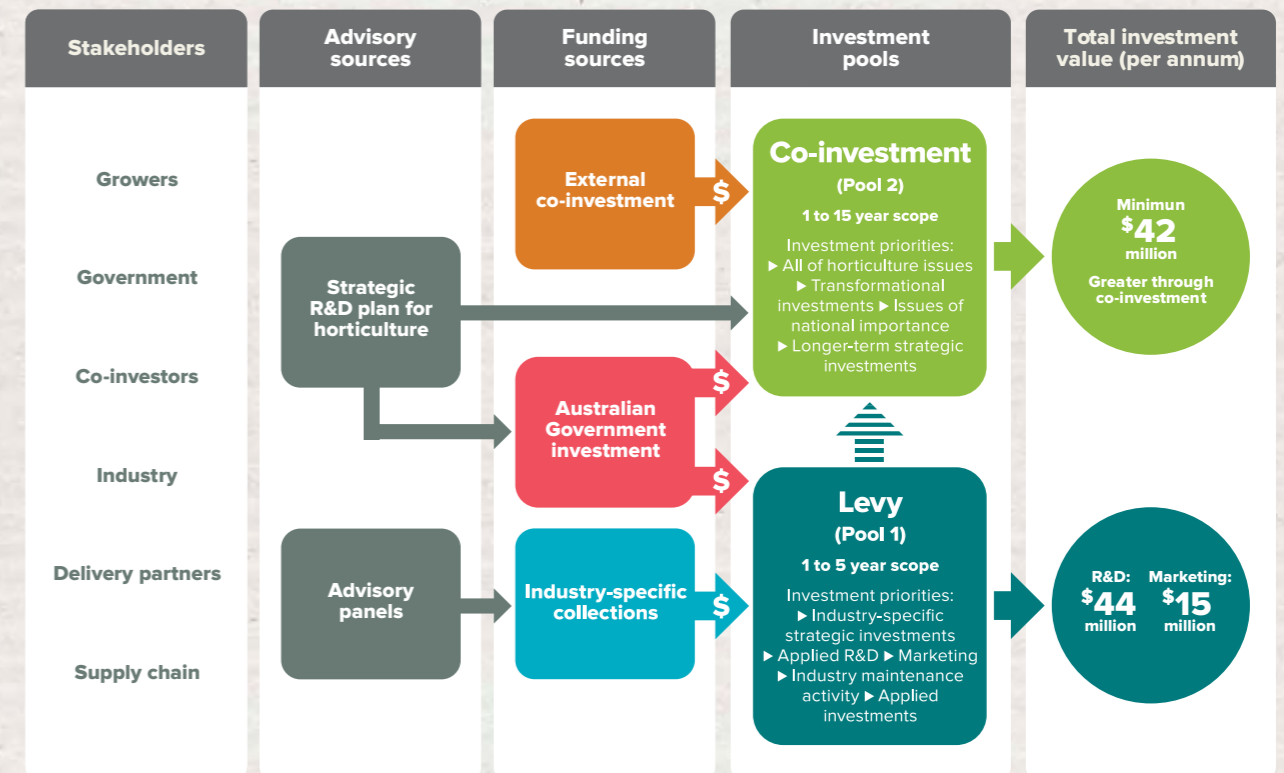 Stakeholders
Advisory
sources
Funding
sources
Investment
pools
Total investment
value (per annum)
Growers
Government
Co-investors
Industry
Delivery partners
Supply chain
Strategic
R&D plan for
horticulture
Advisory
panels
External
co-investment
$
Australian
Government
investment
$
$
Industry-specific
collections
$
Co-investment
(Pool 2)
1 to 15 year scope
Investment priorities:
▶ All of horticulture issues
▶ Transformational
investments ▶ Issues of
national importance
▶ Longer-term strategic
investments
Levy
(Pool 1)
1 to 5 year scope
Investment priorities:
▶ Industry-specific
strategic investments
▶ Applied R&D ▶ Marketing
▶ Industry maintenance
activity ▶ Applied
investments
Minimun
$42
million
Greater through
co-investment
R&D:
$44
million
Marketing:
$15
million